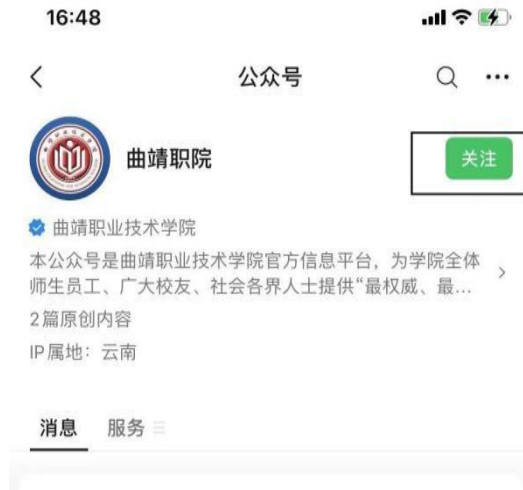 16:48
公众号
曲靖职院
关注
曲靖职业技术学院
本公众号是曲靖职业技术学院官方信息平台，为学院全体
师生员工、广大校友、社会各界人士提供“最权威、最...
2篇原创内容
IP属地：云南
消息 服务